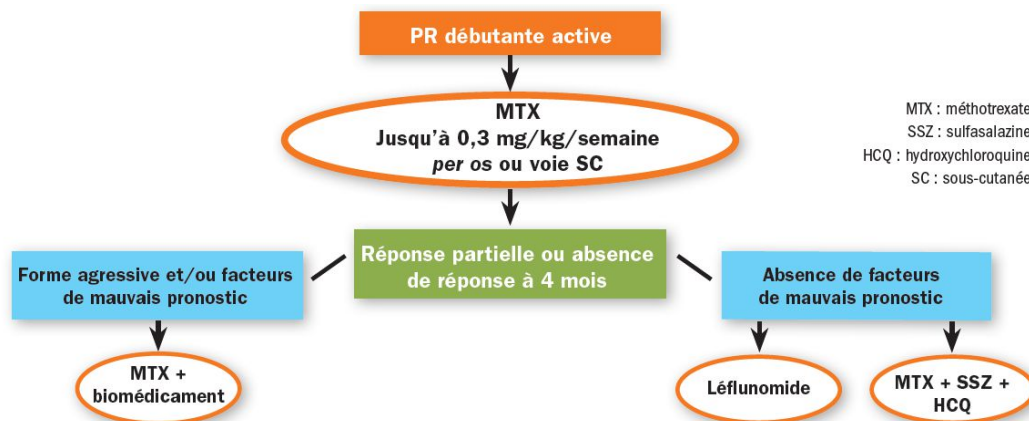 PR débutante active
MTX
Jusqu'à 0,3 mg/kg/semaine
per os ou voie SC
MTX : méthotrexate
SSZ : sulfasalazine
HCQ : hydroxychloroquine
SC : sous-cutanée
Réponse partielle ou absence
de réponse à 4 mois
Forme agressive et/ou facteurs
de mauvais pronostic
Absence de facteurs
de mauvais pronostic
MTX +
biomédicament
Léflunomide
MTX + SSZ +
HCQ